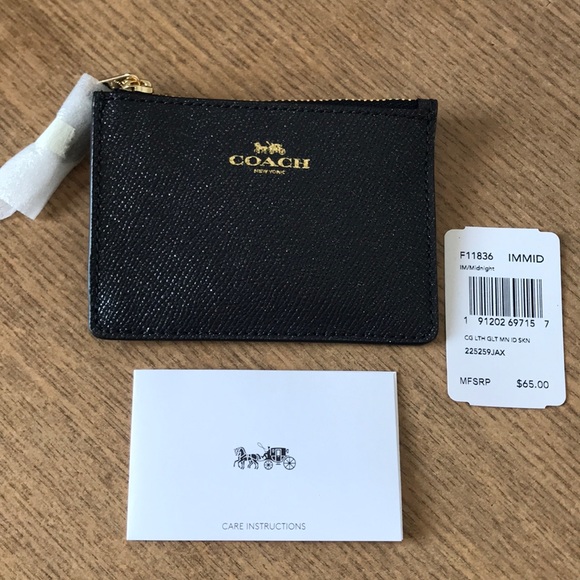 COACH
NEW YORK
F11836 IMMID
IM/Midnight
1 91202 69715 7
CG LTH GLT MN ID SKN
225259JAX
MFSRP $65.00
CARE INSTRUCTIONS